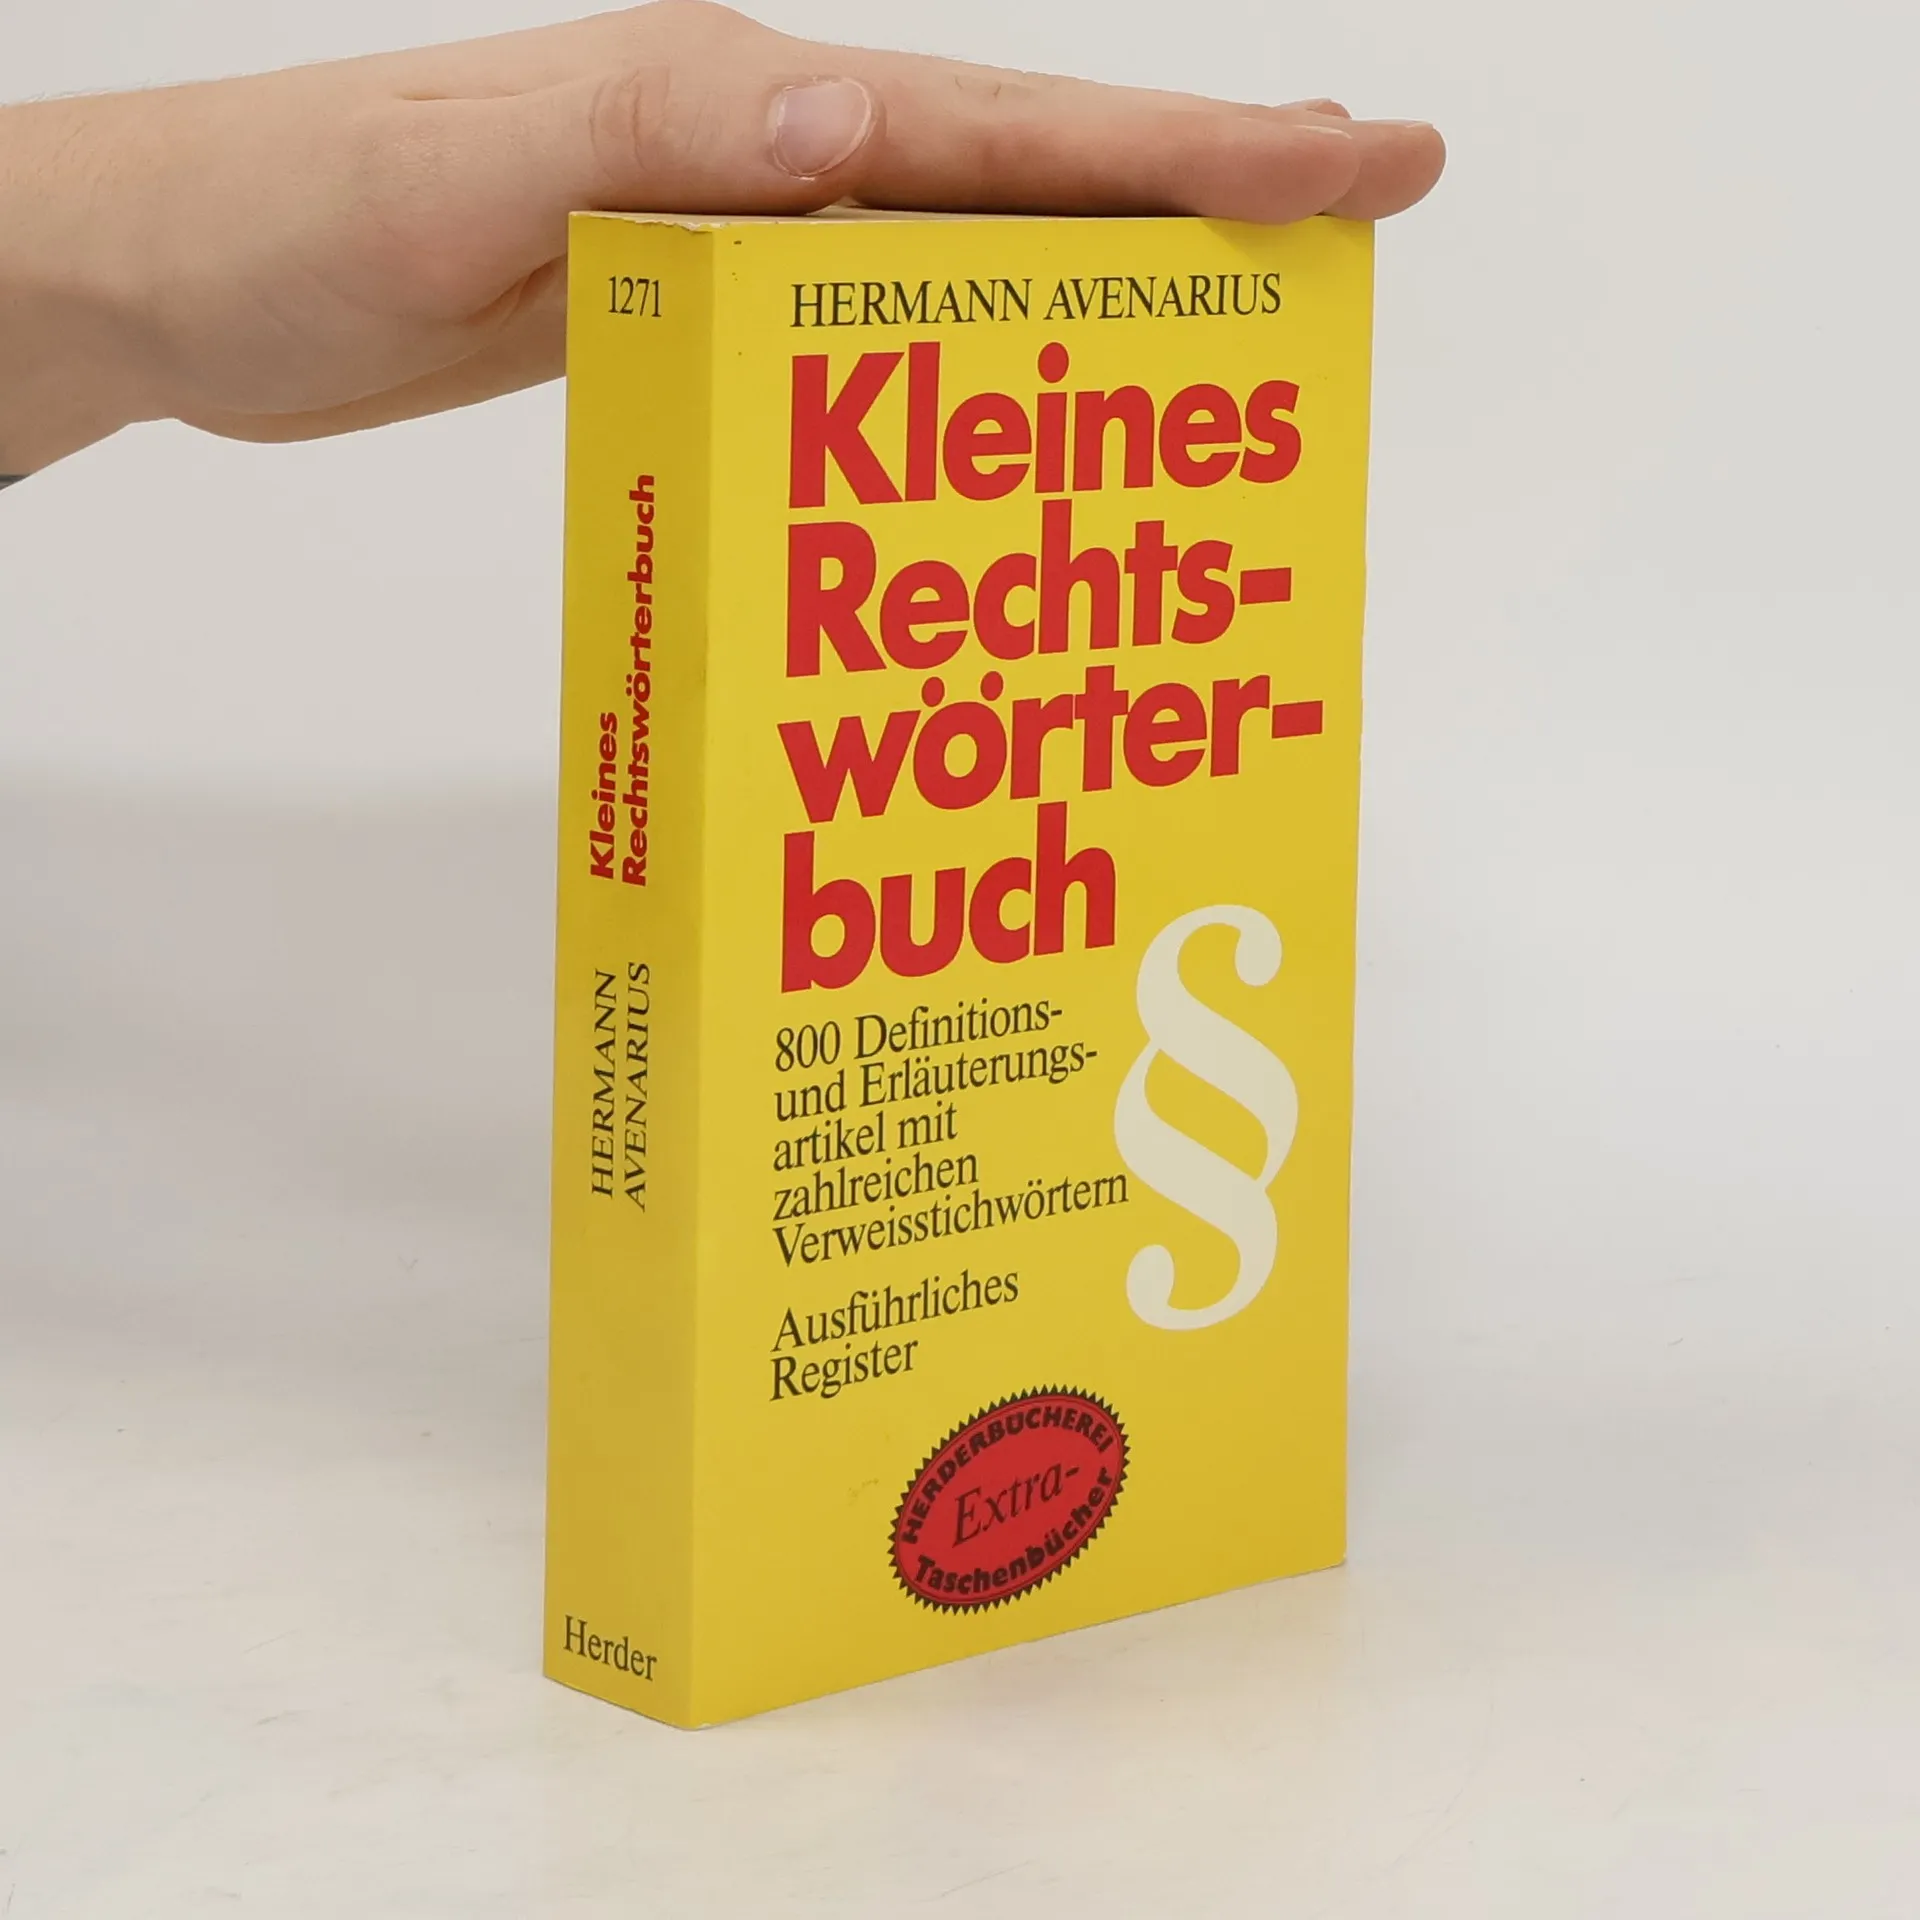 1271
Kleines
Rechtswörterbuch
HERMANN
AVENARIUS
Herder
HERMANN AVENARIUS
Kleines
Rechts-
wörter-
buch
§
800 Definitions-
und Erläuterungs-
artikel mit
zahlreichen
Verweisstichwörtern
Ausführliches
Register
HERDERBÜCHEREI
Extra-
Taschenbücher